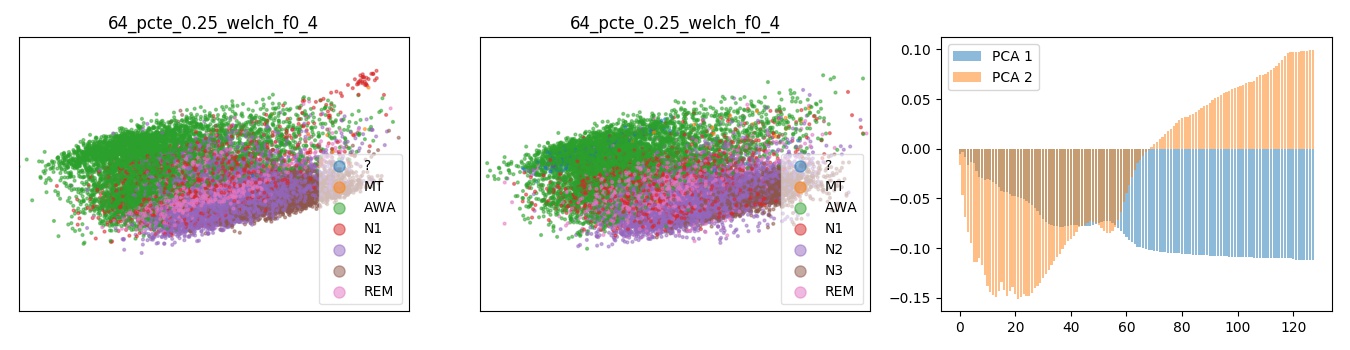 64_pcte_0.25_welch_f0_4
?
MT
AWA
N1
N2
N3
REM
64_pcte_0.25_welch_f0_4
?
MT
AWA
N1
N2
N3
REM
PCA 1
PCA 2
0.10
0.05
0.00
−0.05
−0.10
−0.15
0 20 40 60 80 100 120